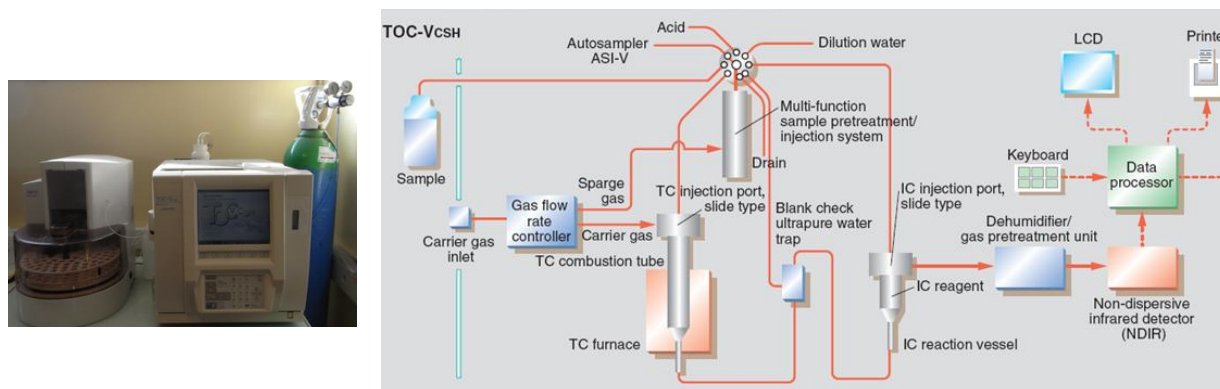 TOC-VCSH
Acid
Autosampler
ASI-V
Dilution water
LCD
Printe
Multi-function
sample pretreatment/
injection system
Drain
Sample
Sparge
gas
TC injection port,
slide type
Keyboard
Data
processor
IC injection port,
slide type
Gas flow
rate
controller
Carrier gas
inlet
Carrier gas
TC combustion tube
Blank check
ultrapure water
trap
Dehumidifier/
gas pretreatment unit
IC reagent
Non-dispersive
infrared detector
(NDIR)
TC furnace
IC reaction vessel